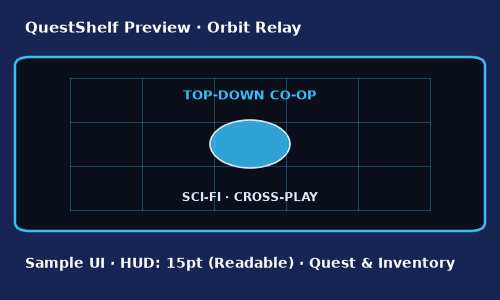 QuestShelf Preview · Orbit Relay
TOP-DOWN CO-OP
SCI-FI · CROSS-PLAY
Sample UI · HUD: 15pt (Readable) · Quest & Inventory